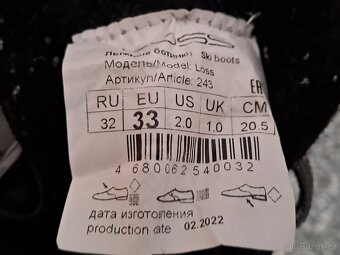 Лыжные ботинки Ski boots
Модель/Model: Loss
Артикул/Article: 243
RU EU US UK CM
32 33 2.0 1.0 20.5
4 680062 540032
дата изготовления
production date 02.2022